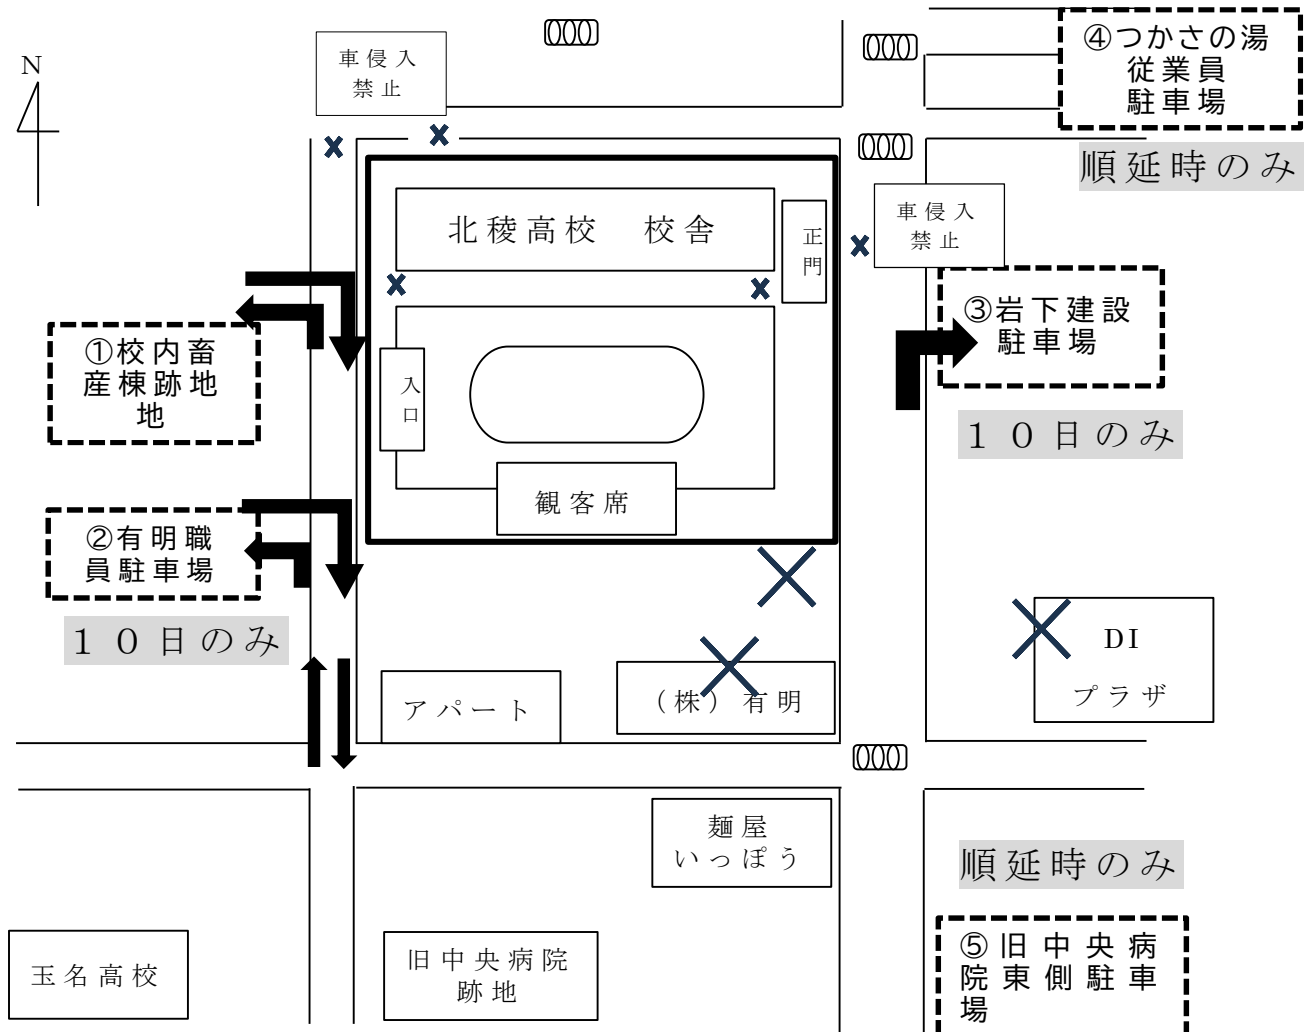 ④つかさの湯
従業員
駐車場
順延時のみ
N
車侵入
禁止
北稜高校 校舎
正
門
車侵入
禁止
③岩下建設
駐車場
１０日のみ
①校内畜
産棟跡地
地
入
口
観客席
②有明職
員駐車場
１０日のみ
アパート
（株）有明
DI
プラザ
麺屋
いっぽう
順延時のみ
玉名高校
旧中央病院
跡地
⑤旧中央病
院東側駐車
場